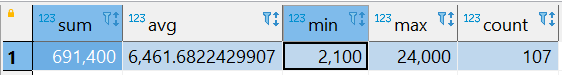 123 sum 123 avg 123 min 123 max 123 count
1 691,400 6,461.6822429907 2,100 24,000 107